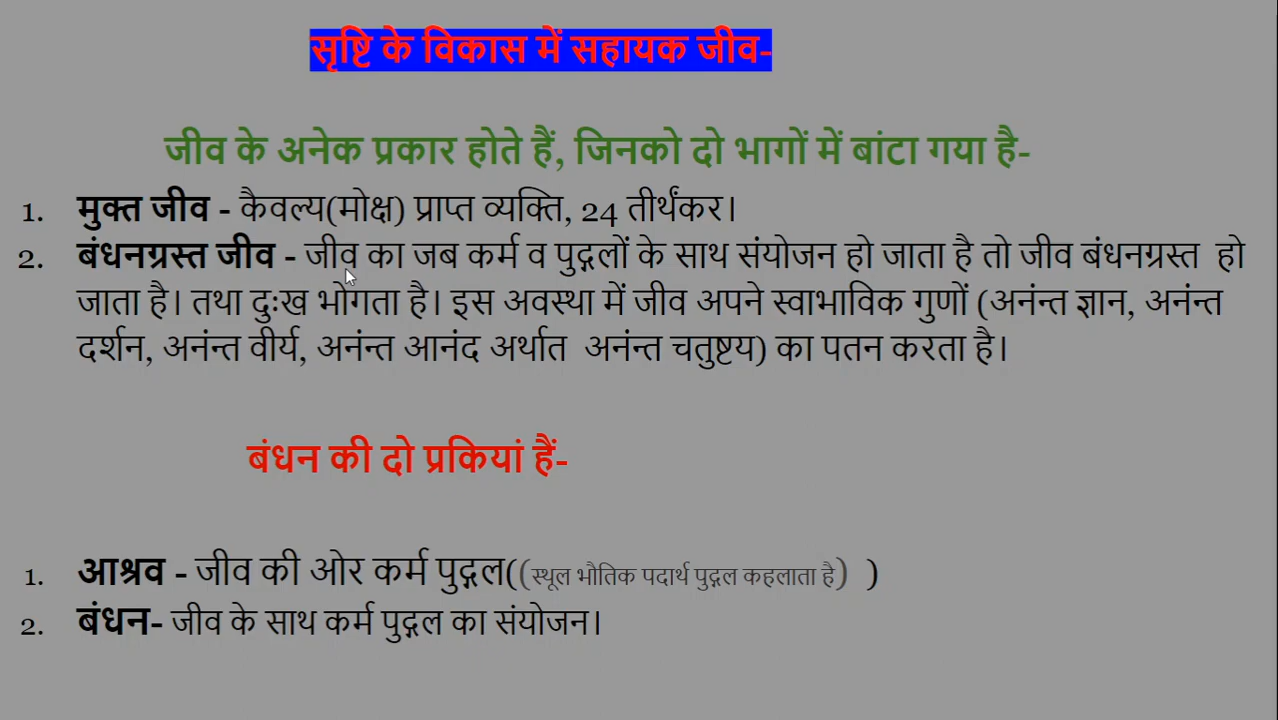 सृष्टि के विकास में सहायक जीव-
जीव के अनेक प्रकार होते हैं, जिनको दो भागों में बांटा गया है-
1. मुक्त जीव - कैवल्य(मोक्ष) प्राप्त व्यक्ति, 24 तीर्थंकर।
2. बंधनग्रस्त जीव - जीव का जब कर्म व पुद्गलों के साथ संयोजन हो जाता है तो जीव बंधनग्रस्त हो
जाता है। तथा दुःख भोगता है। इस अवस्था में जीव अपने स्वाभाविक गुणों (अनंन्त ज्ञान, अनंन्त
दर्शन, अनंन्त वीर्य, अनंन्त आनंद अर्थात अनंन्त चतुष्टय) का पतन करता है।
बंधन की दो प्रकियां हैं-
1. आश्रव - जीव की ओर कर्म पुद्गल((स्थूल भौतिक पदार्थ पुद्गल कहलाता है) )
2. बंधन- जीव के साथ कर्म पुद्गल का संयोजन।